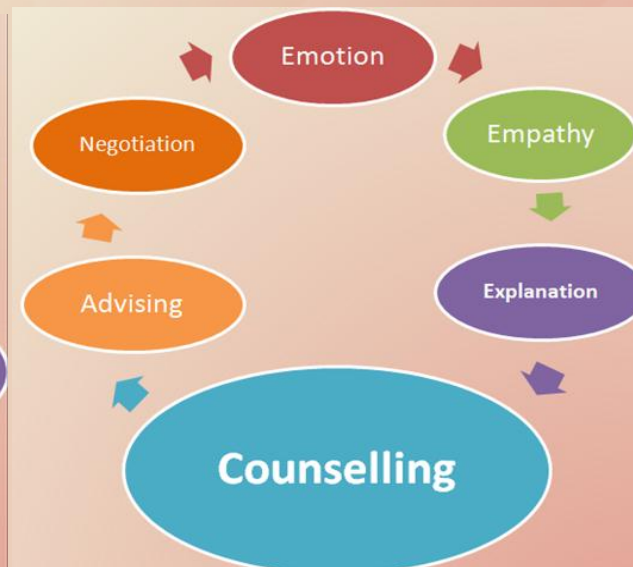 Emotion
Empathy
Explanation
Counselling
Advising
Negotiation